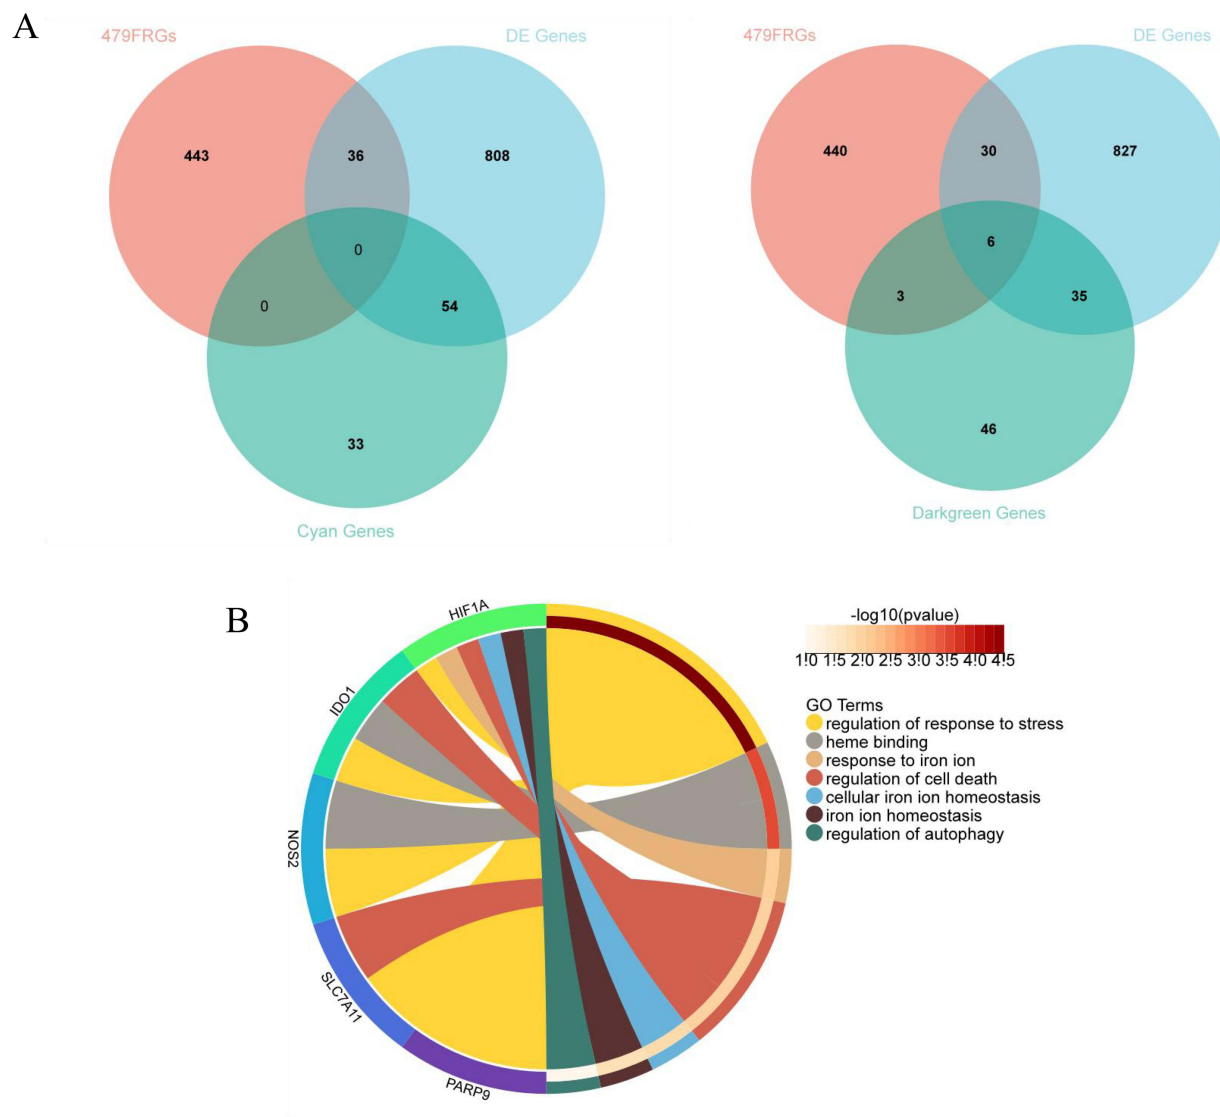 A
479FRGs
DE Genes
443
36
808
0
0
54
33
Cyan Genes
479FRGs
DE Genes
440
30
827
6
3
35
46
Darkgreen Genes
B
HIF1A
IDO1
NOS2
SLC7A11
PARP9
-log10(pvalue)
1.0 1.5 2.0 2.5 3.0 3.5 4.0 4.5
GO Terms
regulation of response to stress
heme binding
response to iron ion
regulation of cell death
cellular iron ion homeostasis
iron ion homeostasis
regulation of autophagy